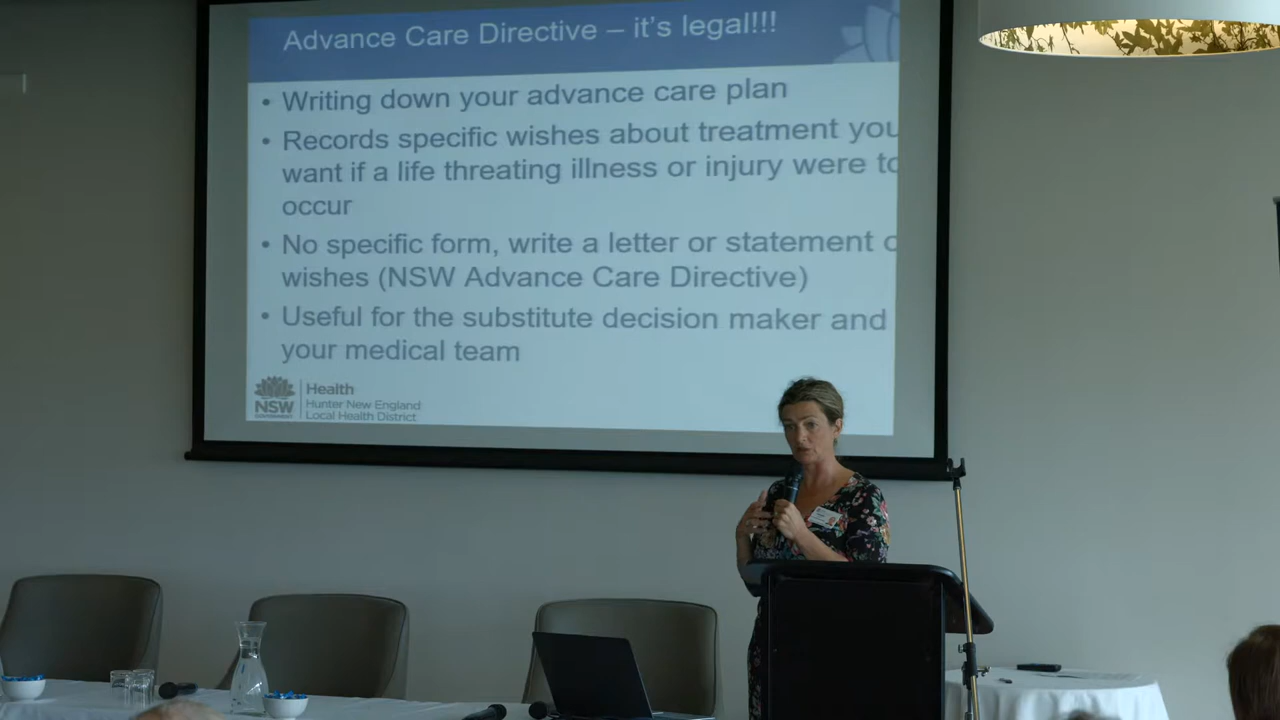 Advance Care Directive – it's legal!!!
• Writing down your advance care plan
• Records specific wishes about treatment you
want if a life threating illness or injury were to
occur
• No specific form, write a letter or statement o
wishes (NSW Advance Care Directive)
• Useful for the substitute decision maker and
your medical team
NSW
Health
Hunter New England
Local Health District